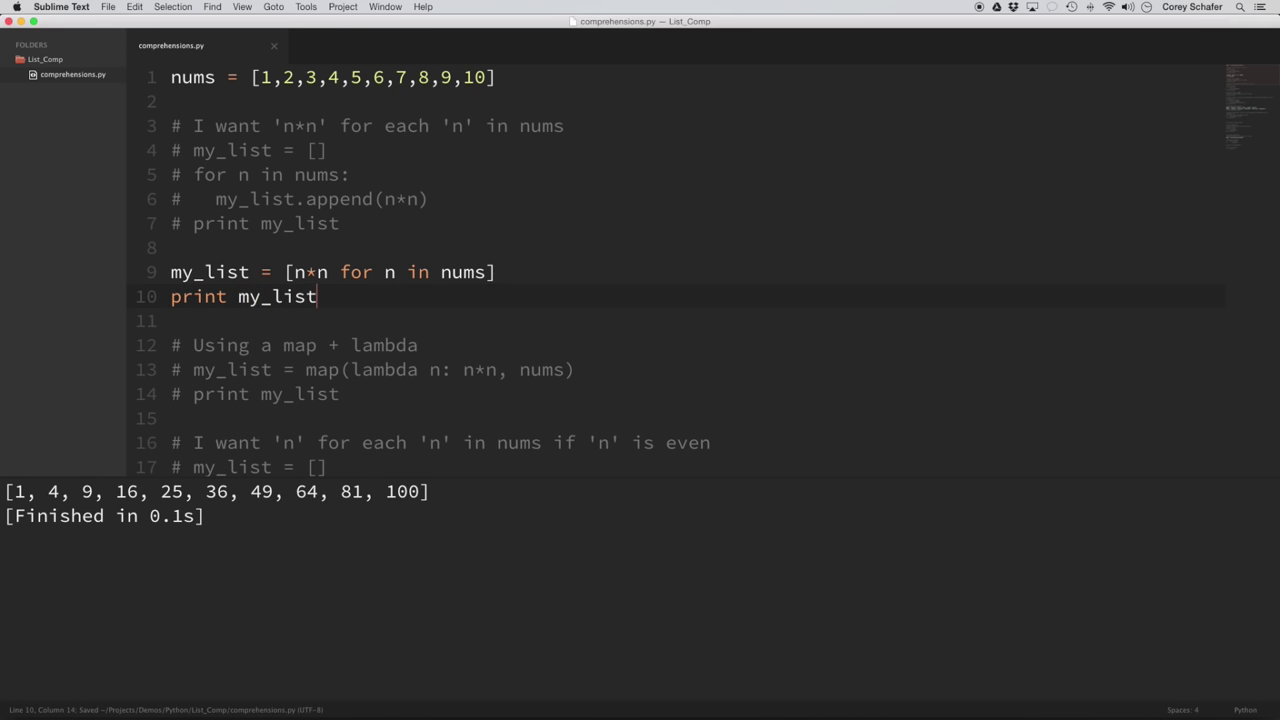 Sublime Text File Edit Selection Find View Goto Tools Project Window Help Corey Schafer
comprehensions.py — List_Comp
FOLDERS
List_Comp
comprehensions.py
comprehensions.py
1 nums = [1,2,3,4,5,6,7,8,9,10]
2
3 # I want 'n*n' for each 'n' in nums
4 # my_list = []
5 # for n in nums:
6 #   my_list.append(n*n)
7 # print my_list
8
9 my_list = [n*n for n in nums]
10 print my_list
11
12 # Using a map + lambda
13 # my_list = map(lambda n: n*n, nums)
14 # print my_list
15
16 # I want 'n' for each 'n' in nums if 'n' is even
17 # my_list = []
[1, 4, 9, 16, 25, 36, 49, 64, 81, 100]
[Finished in 0.1s]
Line 10, Column 14, Saved ~/Projects/Demos/Python/List_Comp/comprehensions.py (UTF-8) Spaces: 4 Python